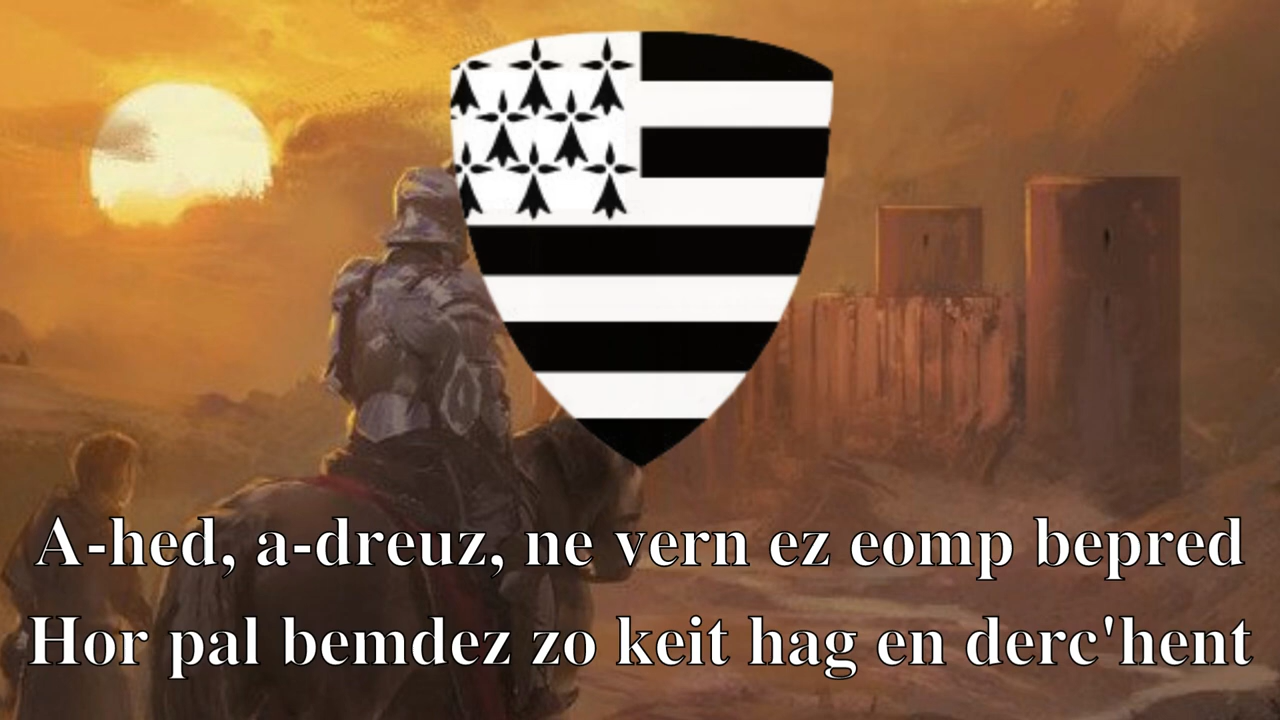 A-hed, a-dreuz, ne vern ez eomp bepred
Hor pal bemdez zo keit hag en derc'hent